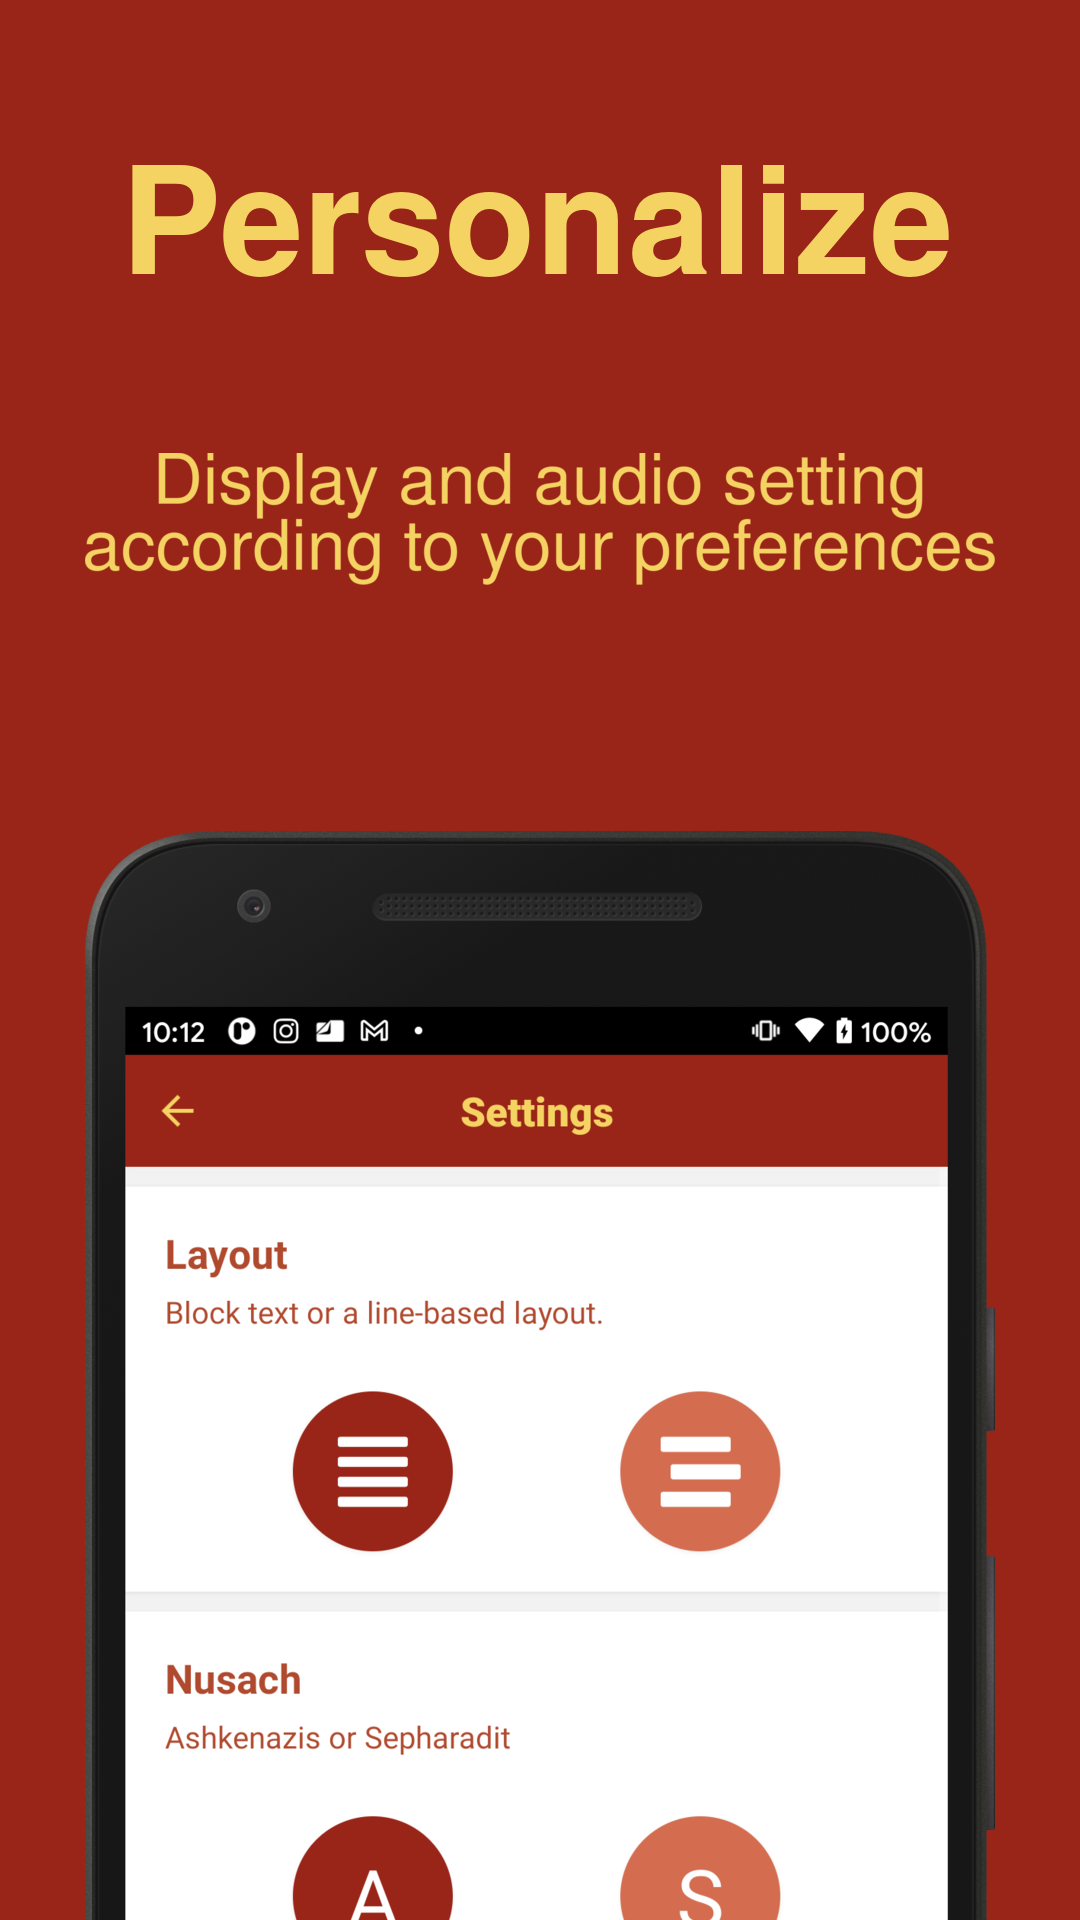 Personalize
Display and audio setting
according to your preferences
10:12
100%
Settings
Layout
Block text or a line-based layout.
Nusach
Ashkenazis or Sepharadit
A
S